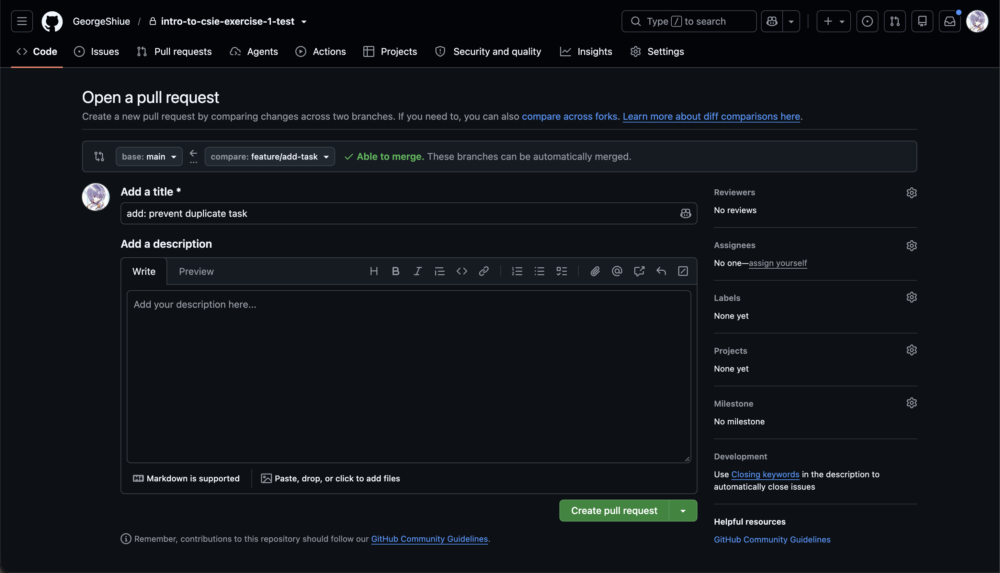 GeorgeShiue / intro-to-csie-exercise-1-test
Type / to search
Code Issues Pull requests Agents Actions Projects Security and quality Insights Settings
Open a pull request
Create a new pull request by comparing changes across two branches. If you need to, you can also compare across forks. Learn more about diff comparisons here.
base: main compare: feature/add-task Able to merge. These branches can be automatically merged.
Add a title *
add: prevent duplicate task
Add a description
Write Preview
Add your description here...
Markdown is supported Paste, drop, or click to add files
Create pull request
Remember, contributions to this repository should follow our GitHub Community Guidelines.
Reviewers
No reviews
Assignees
No one—assign yourself
Labels
None yet
Projects
None yet
Milestone
No milestone
Development
Use Closing keywords in the description to
automatically close issues
Helpful resources
GitHub Community Guidelines